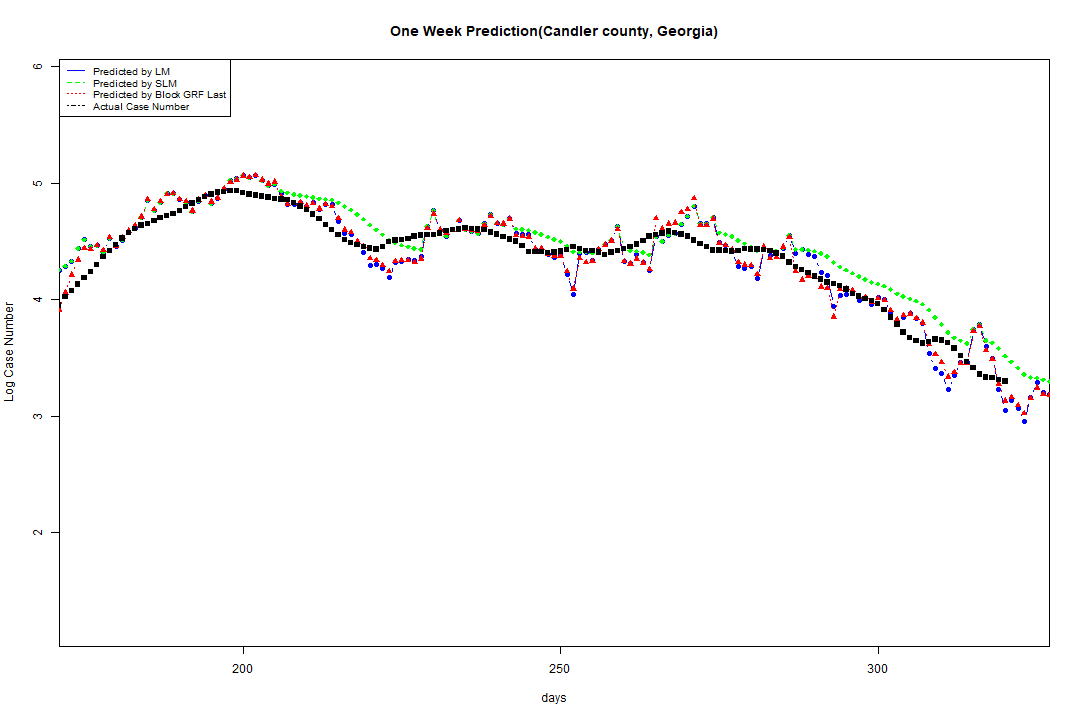 One Week Prediction(Candler county, Georgia)
Predicted by LM
Predicted by SLM
Predicted by Block GRF Last
Actual Case Number
6
5
4
3
2
Log Case Number
200
250
300
days